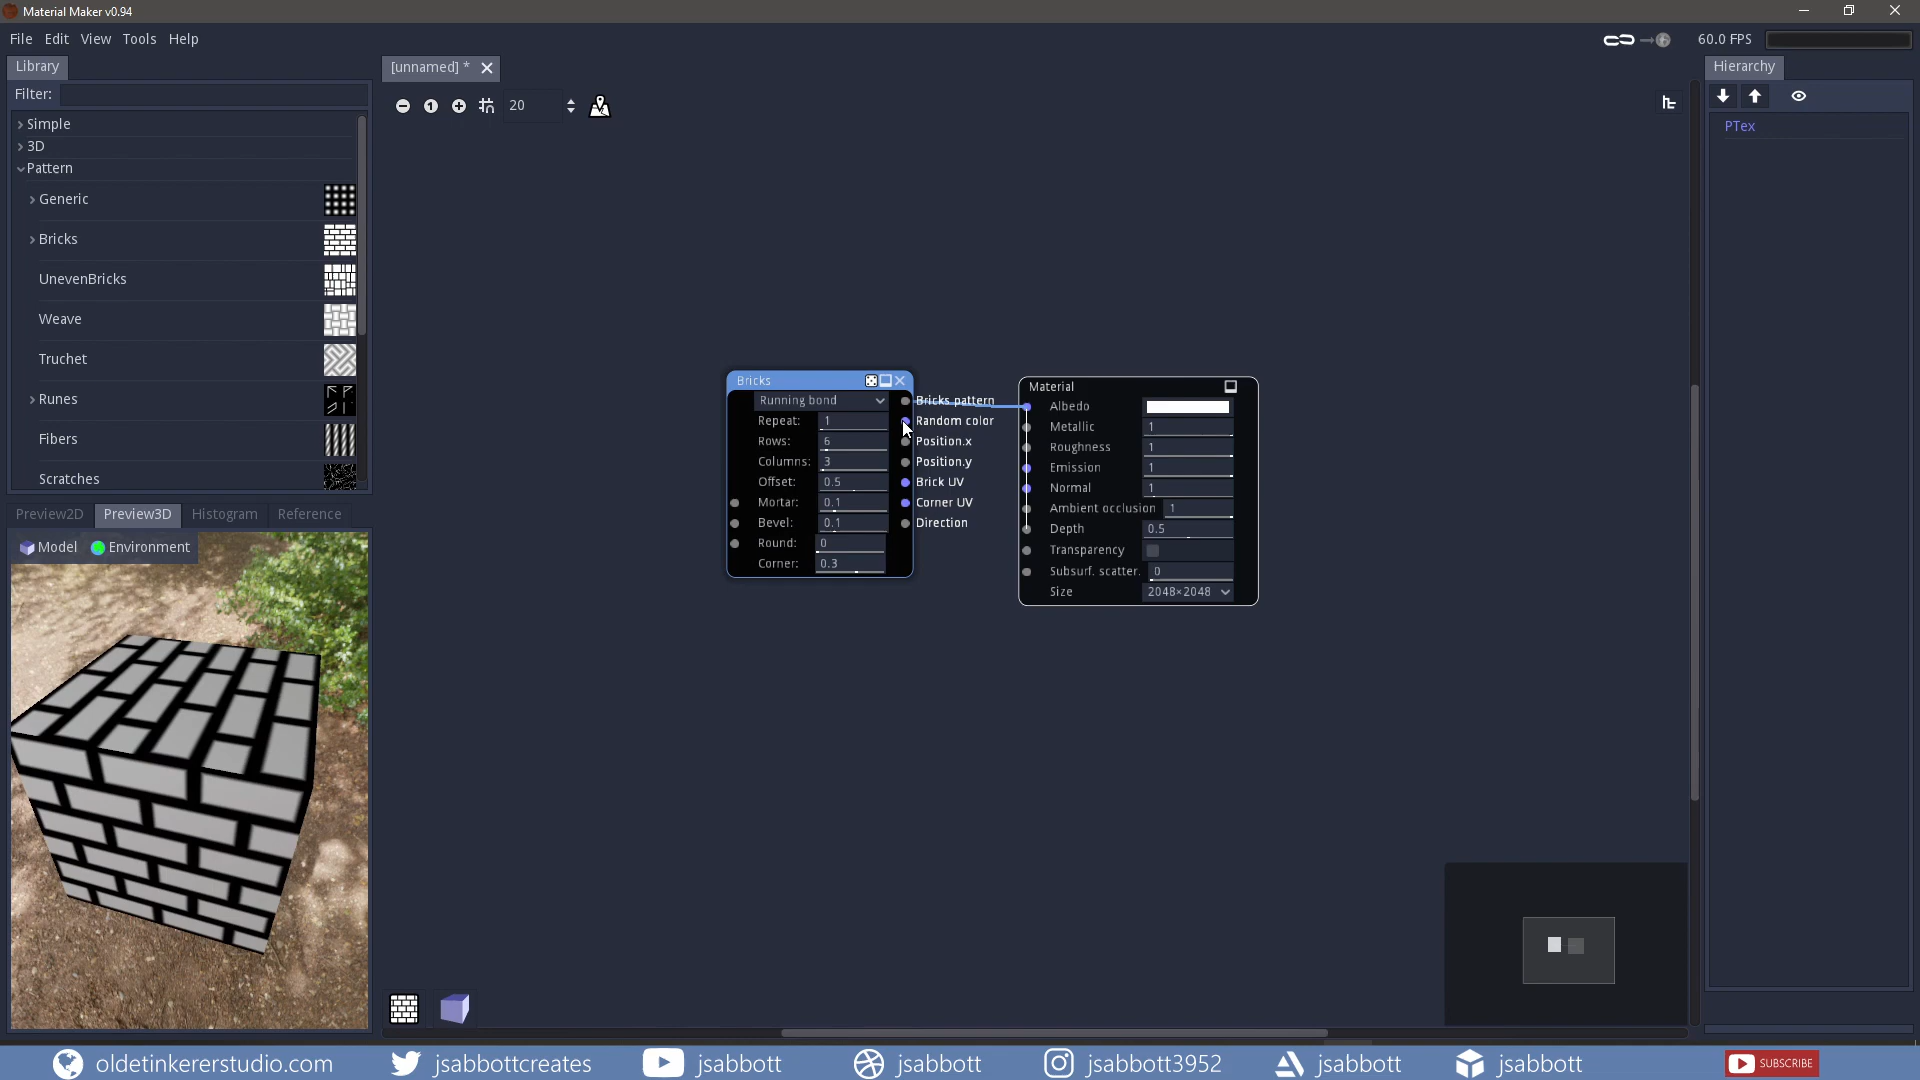 Material Maker v0.94
File Edit View Tools Help
60.0 FPS
Library
[unnamed] *
Hierarchy
Filter:
20
PTex
Simple
3D
Pattern
Generic
Bricks
UnevenBricks
Weave
Truchet
Runes
Fibers
Scratches
Bricks
Running bond
Repeat: 1
Rows: 6
Columns: 3
Offset: 0.5
Mortar: 0.1
Bevel: 0.1
Round: 0
Corner: 0.3
Bricks pattern
Random color
Position.x
Position.y
Brick UV
Corner UV
Direction
Material
Albedo
Metallic 1
Roughness 1
Emission 1
Normal 1
Ambient occlusion 1
Depth 0.5
Transparency
Subsurf. scatter. 0
Size 2048×2048
Preview2D Preview3D Histogram Reference
Model Environment
oldetinkererstudio.com jsabbottcreates jsabbott jsabbott jsabbott3952 jsabbott jsabbott SUBSCRIBE